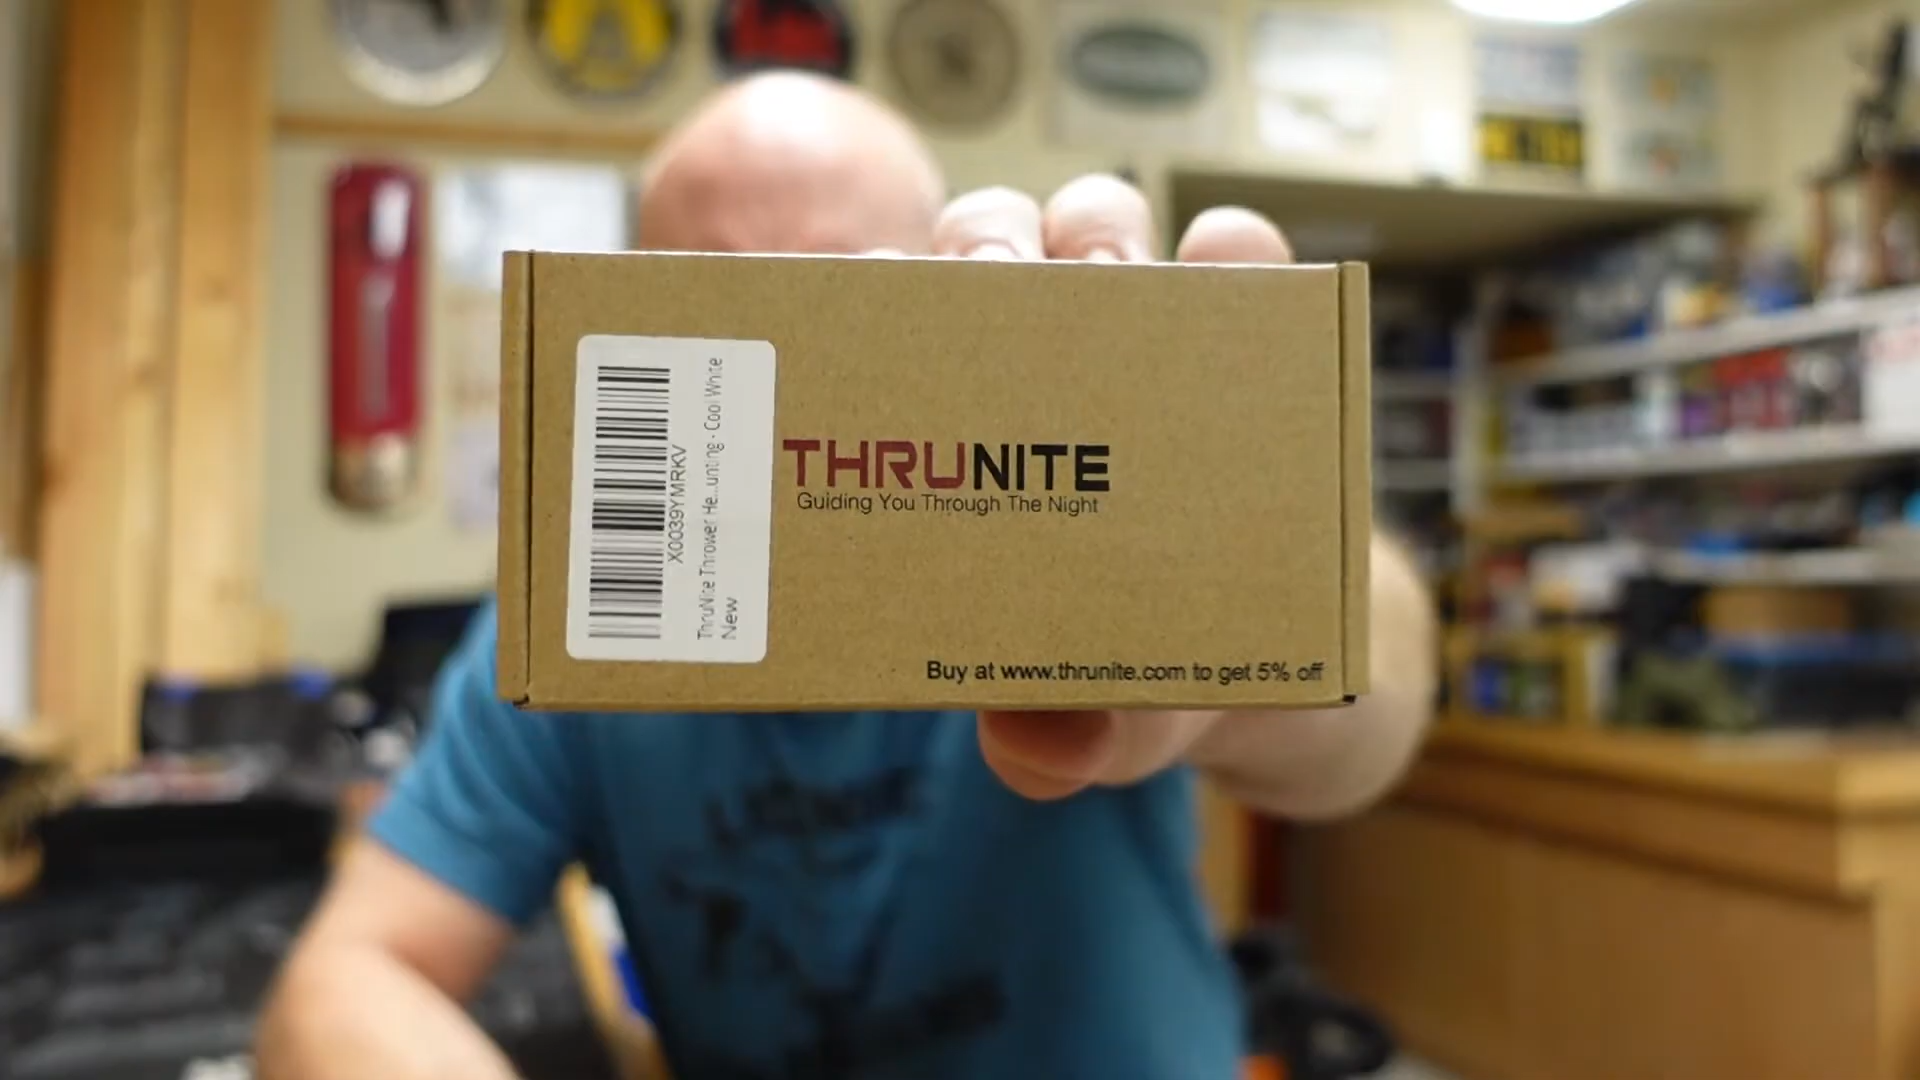 THRUNITE
Guiding You Through The Night
X0039YMRKV
ThruNite Thrower He...unting - Cool White
New
Buy at www.thrunite.com to get 5% off